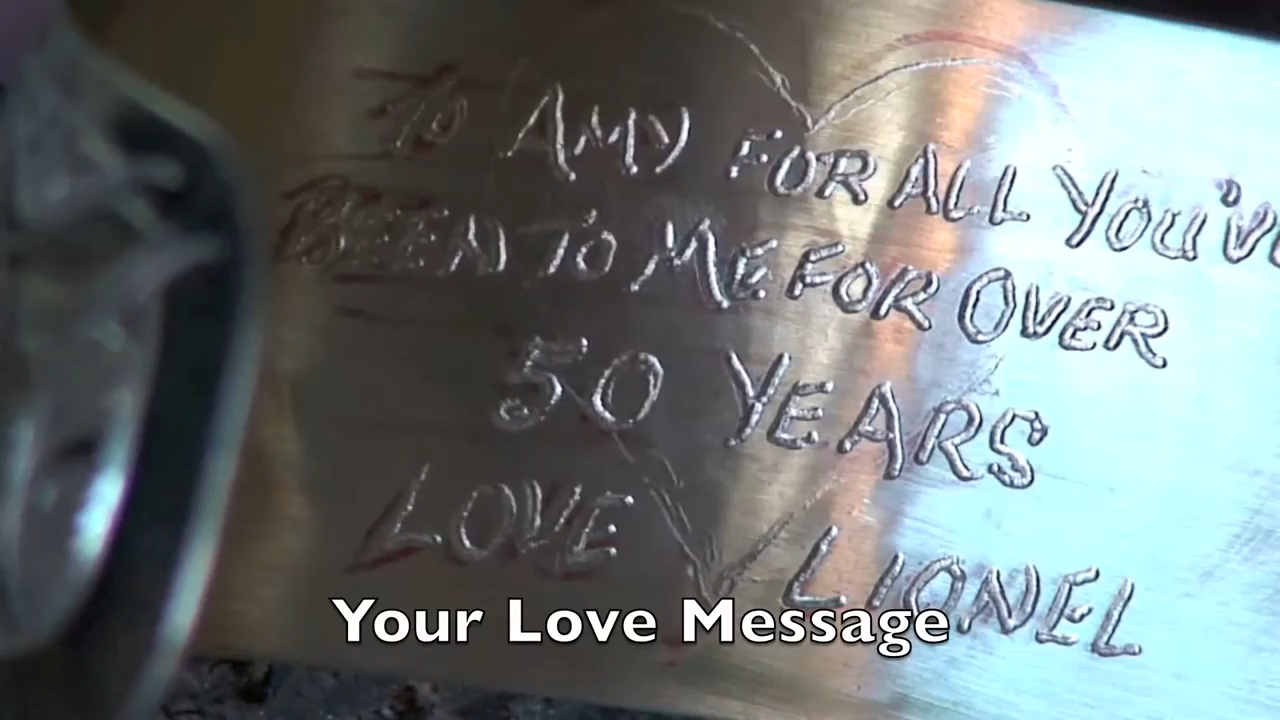 TO AMY FOR ALL YOU'VE
BEEN TO ME FOR OVER
50 YEARS
LOVE LIONEL
Your Love Message